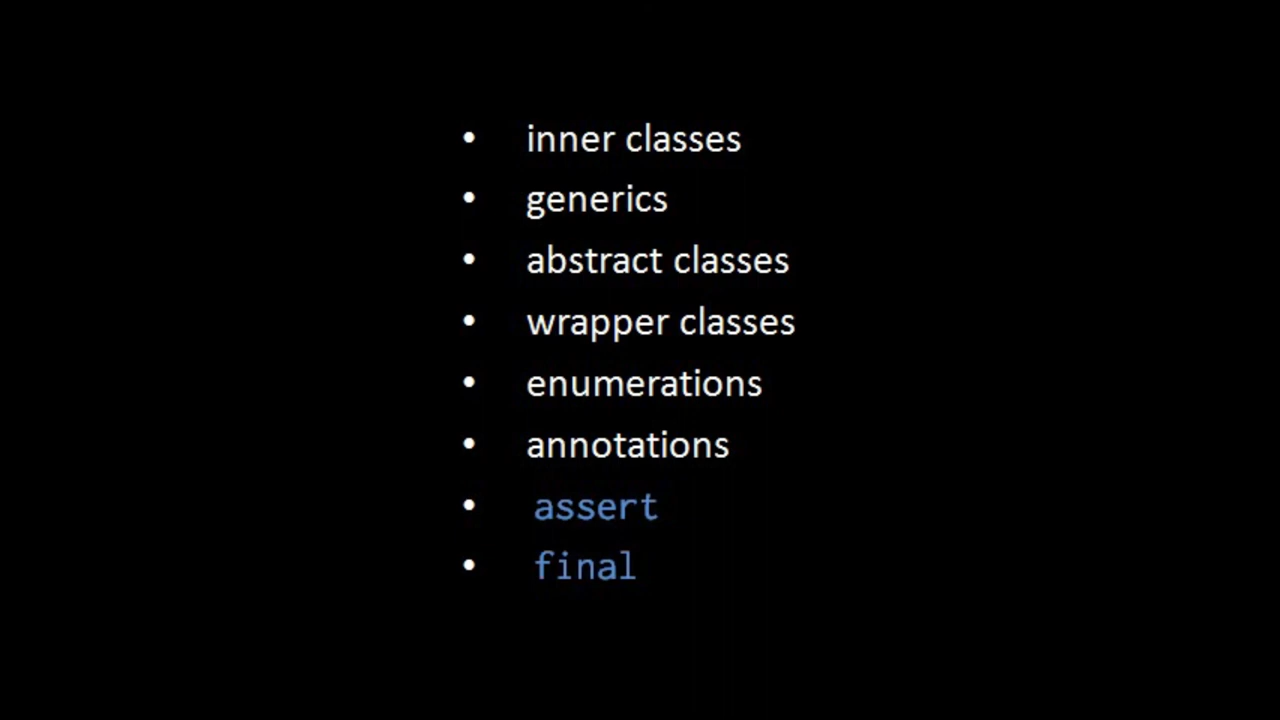 • inner classes
• generics
• abstract classes
• wrapper classes
• enumerations
• annotations
• assert
• final